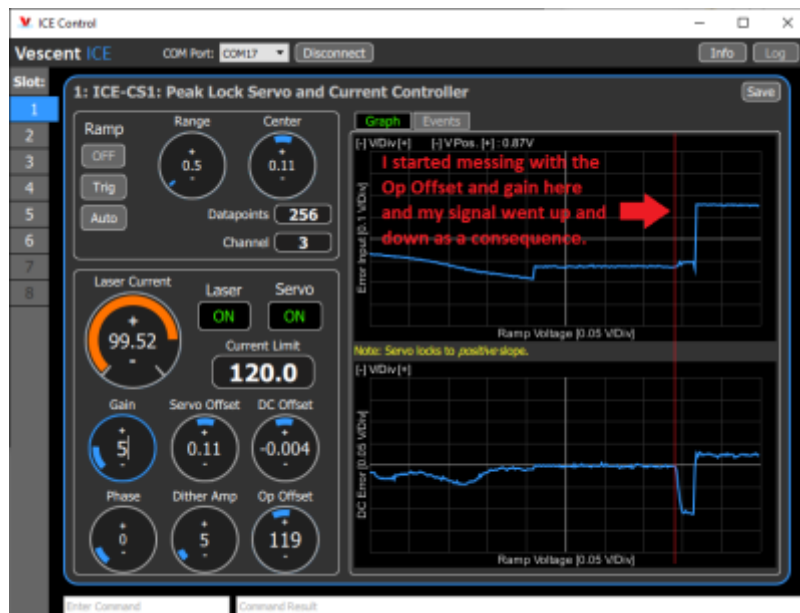 ICE Control
Vescent ICE
COM Port: COM17
Disconnect
Info
Log
Slot:
1
2
3
4
5
6
7
8
1: ICE-CS1: Peak Lock Servo and Current Controller
Save
Ramp
OFF
Trig
Auto
Range
+
0.5
-
Center
+
0.11
-
Datapoints 256
Channel 3
Laser Current
+
99.52
-
Laser
ON
Servo
ON
Current Limit
120.0
Gain
+
5
-
Servo Offset
+
0.11
-
DC Offset
+
-0.004
-
Phase
+
0
-
Dither Amp
+
5
-
Op Offset
+
119
-
Graph
Events
[-] V/Div [+] [-] V Pos. [+] : 0.87V
I started messing with the
Op Offset and gain here
and my signal went up and
down as a consequence.
Error Input [0.1 V/Div]
Ramp Voltage [0.05 V/Div]
Note: Servo locks to positive slope.
[-] V/Div [+]
DC Error [0.05 V/Div]
Ramp Voltage [0.05 V/Div]
Enter Command
Command Result